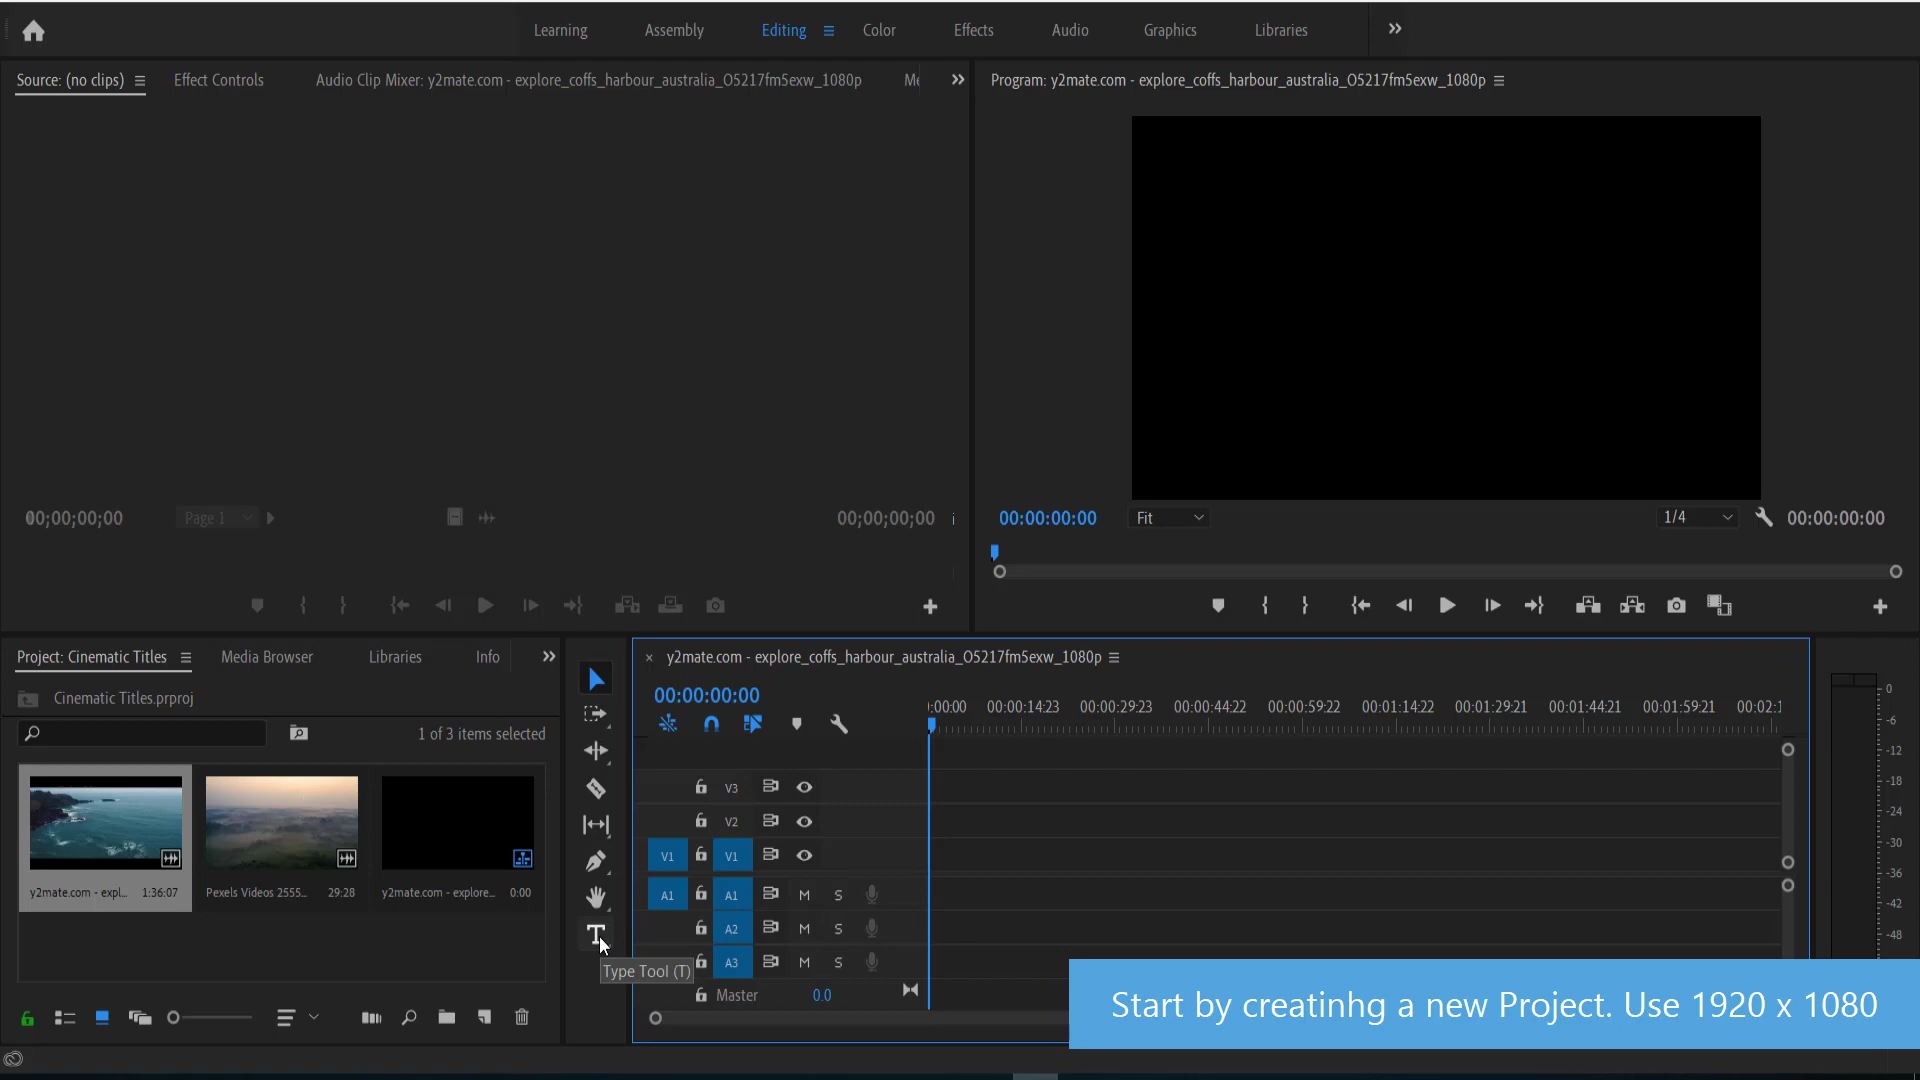 Learning Assembly Editing Color Effects Audio Graphics Libraries
Source: (no clips) Effect Controls Audio Clip Mixer: y2mate.com - explore_coffs_harbour_australia_O5217fm5exw_1080p
Program: y2mate.com - explore_coffs_harbour_australia_O5217fm5exw_1080p
00;00;00;00 Page 1 00;00;00;00
00:00:00:00 Fit 1/4 00:00:00:00
Project: Cinematic Titles Media Browser Libraries Info
Cinematic Titles.prproj
1 of 3 items selected
y2mate.com - expl... 1:36:07 Pexels Videos 2555... 29:28 y2mate.com - explore... 0:00
Type Tool (T)
y2mate.com - explore_coffs_harbour_australia_O5217fm5exw_1080p
00:00:00:00
:00:00 00:00:14:23 00:00:29:23 00:00:44:22 00:00:59:22 00:01:14:22 00:01:29:21 00:01:44:21 00:01:59:21 00:02:1
V3
V2
V1 V1
A1 A1 M S
A2 M S
A3 M S
Master 0.0
0
-6
-12
-18
-24
-30
-36
-42
-48
Start by creatinhg a new Project. Use 1920 x 1080